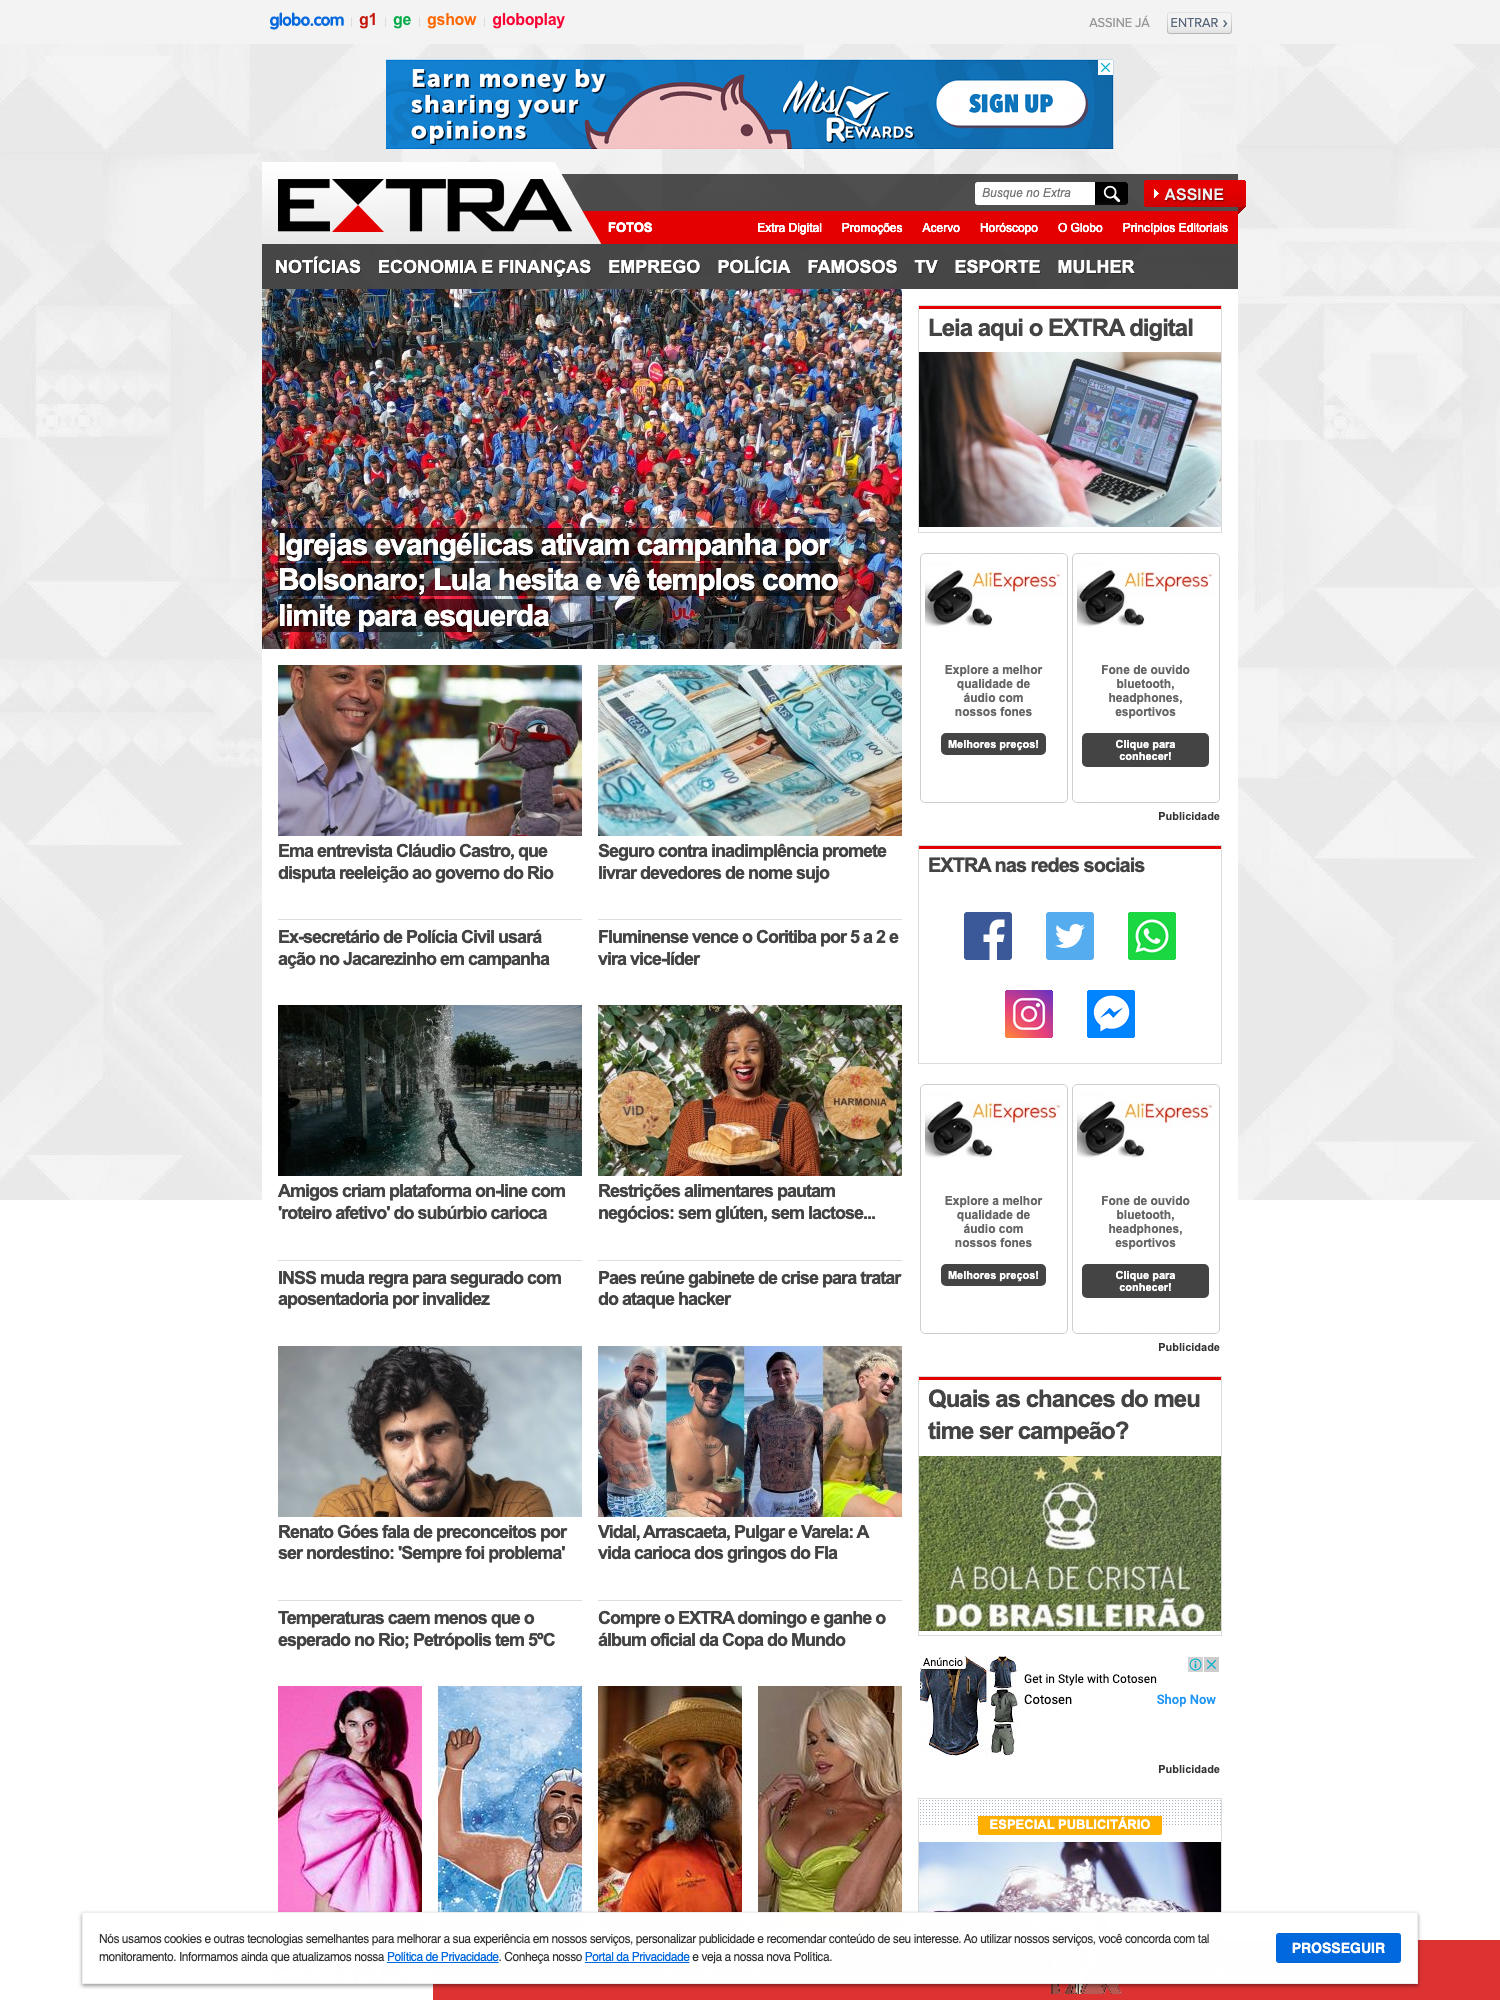 globo.com g1 ge gshow globoplay
ASSINE JÁ ENTRAR ›
Earn money by
sharing your
opinions
Mis
REWARDS
SIGN UP
EXTRA
Busque no Extra
ASSINE
FOTOS
Extra Digital Promoções Acervo Horóscopo O Globo Princípios Editoriais
NOTÍCIAS ECONOMIA E FINANÇAS EMPREGO POLÍCIA FAMOSOS TV ESPORTE MULHER
Igrejas evangélicas ativam campanha por
Bolsonaro; Lula hesita e vê templos como
limite para esquerda
Ema entrevista Cláudio Castro, que
disputa reeleição ao governo do Rio
100
REAIS
Seguro contra inadimplência promete
livrar devedores de nome sujo
Ex-secretário de Polícia Civil usará
ação no Jacarezinho em campanha
Fluminense vence o Coritiba por 5 a 2 e
vira vice-líder
Amigos criam plataforma on-line com
'roteiro afetivo' do subúrbio carioca
VID
HARMONIA
Restrições alimentares pautam
negócios: sem glúten, sem lactose...
INSS muda regra para segurado com
aposentadoria por invalidez
Paes reúne gabinete de crise para tratar
do ataque hacker
Renato Góes fala de preconceitos por
ser nordestino: 'Sempre foi problema'
Vidal, Arrascaeta, Pulgar e Varela: A
vida carioca dos gringos do Fla
Temperaturas caem menos que o
esperado no Rio; Petrópolis tem 5ºC
Compre o EXTRA domingo e ganhe o
álbum oficial da Copa do Mundo
Leia aqui o EXTRA digital
AliExpress
Explore a melhor
qualidade de
áudio com
nossos fones
Melhores preços!
AliExpress
Fone de ouvido
bluetooth,
headphones,
esportivos
Clique para
conhecer!
Publicidade
EXTRA nas redes sociais
AliExpress
Explore a melhor
qualidade de
áudio com
nossos fones
Melhores preços!
AliExpress
Fone de ouvido
bluetooth,
headphones,
esportivos
Clique para
conhecer!
Publicidade
Quais as chances do meu
time ser campeão?
A BOLA DE CRISTAL
DO BRASILEIRÃO
Anúncio
Get in Style with Cotosen
Cotosen Shop Now
Publicidade
ESPECIAL PUBLICITÁRIO
Nós usamos cookies e outras tecnologias semelhantes para melhorar a sua experiência em nossos serviços, personalizar publicidade e recomendar conteúdo de seu interesse. Ao utilizar nossos serviços, você concorda com tal
monitoramento. Informamos ainda que atualizamos nossa Política de Privacidade. Conheça nosso Portal da Privacidade e veja a nossa nova Política.
PROSSEGUIR